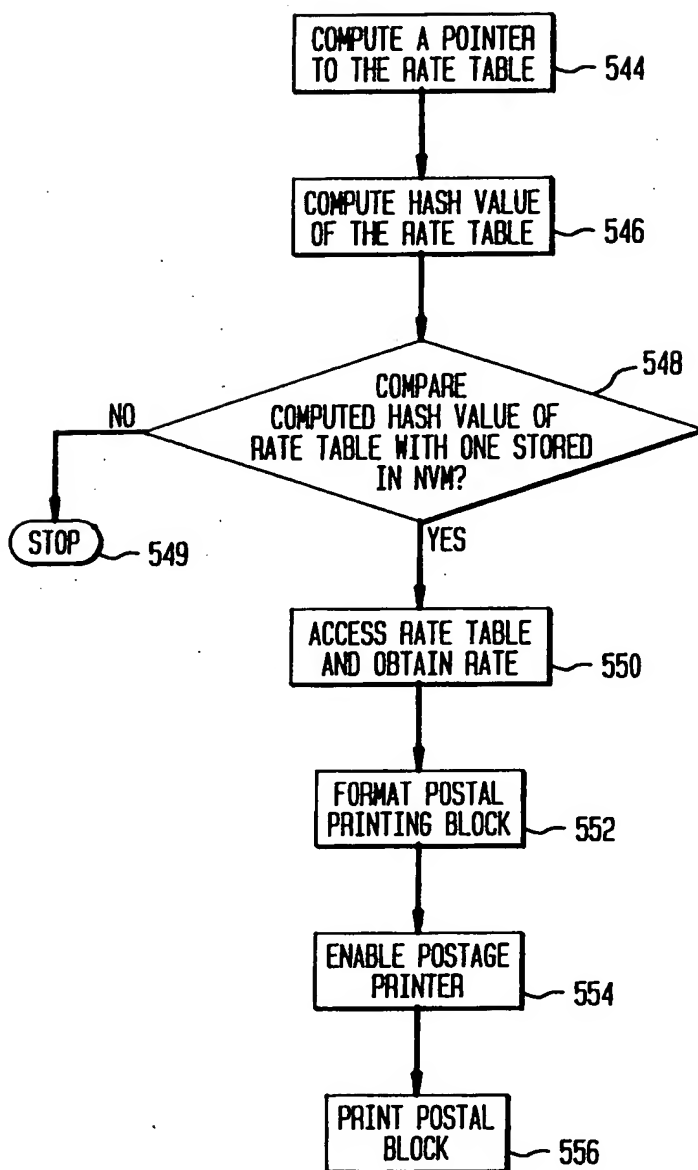 COMPUTE A POINTER
TO THE RATE TABLE
544
COMPUTE HASH VALUE
OF THE RATE TABLE
546
548
COMPARE
COMPUTED HASH VALUE OF
RATE TABLE WITH ONE STORED
IN NVM?
NO
STOP
549
YES
ACCESS RATE TABLE
AND OBTAIN RATE
550
FORMAT POSTAL
PRINTING BLOCK
552
ENABLE POSTAGE
PRINTER
554
PRINT POSTAL
BLOCK
556